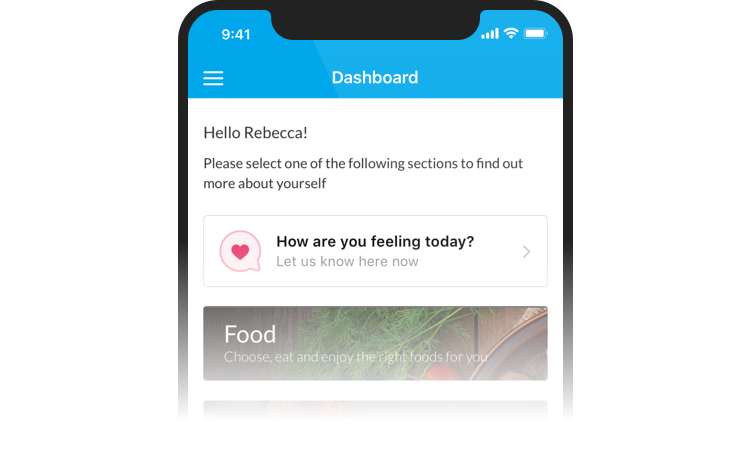 9:41
Dashboard
Hello Rebecca!
Please select one of the following sections to find out
more about yourself
How are you feeling today?
Let us know here now
Food
Choose, eat and enjoy the right foods for you